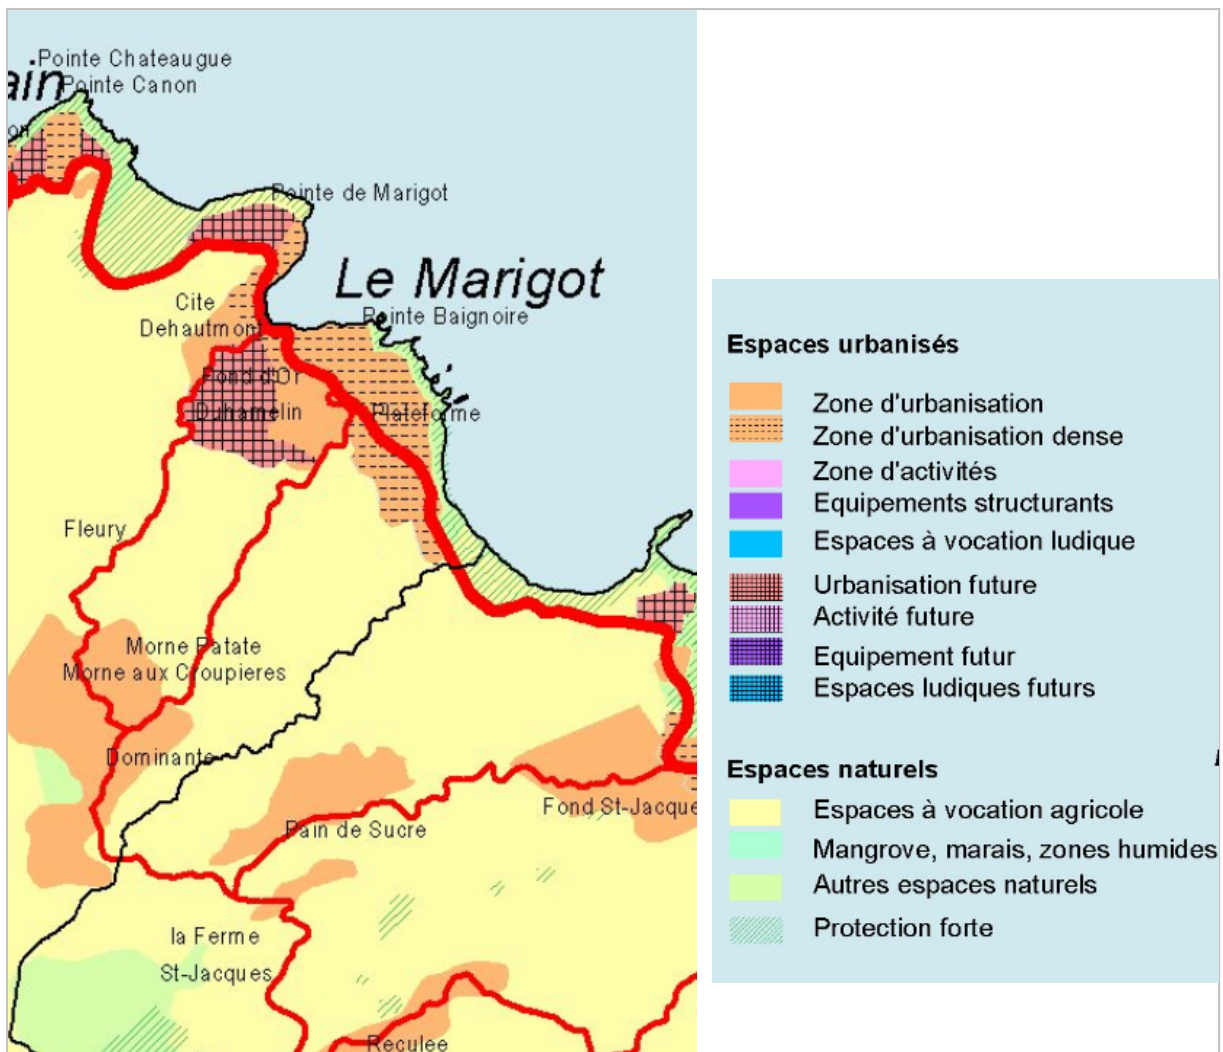 Pointe Chateaugue
ain
Pointe Canon
on
Pointe de Marigot
Le Marigot
Cite
Dehautmont
Pointe Baignoire
Fond d'Or
Duhamelin
Plateforme
Fleury
Morne Patate
Morne aux Croupieres
Dominante
Fond St-Jacque
Pain de Sucre
la Ferme
St-Jacques
Reculee
Espaces urbanisés
Zone d'urbanisation
Zone d'urbanisation dense
Zone d'activités
Equipements structurants
Espaces à vocation ludique
Urbanisation future
Activité future
Equipement futur
Espaces ludiques futurs
Espaces naturels
Espaces à vocation agricole
Mangrove, marais, zones humides
Autres espaces naturels
Protection forte